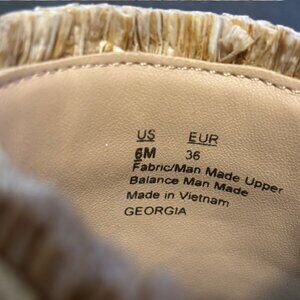 US EUR
6M 36
Fabric/Man Made Upper
Balance Man Made
Made in Vietnam
GEORGIA